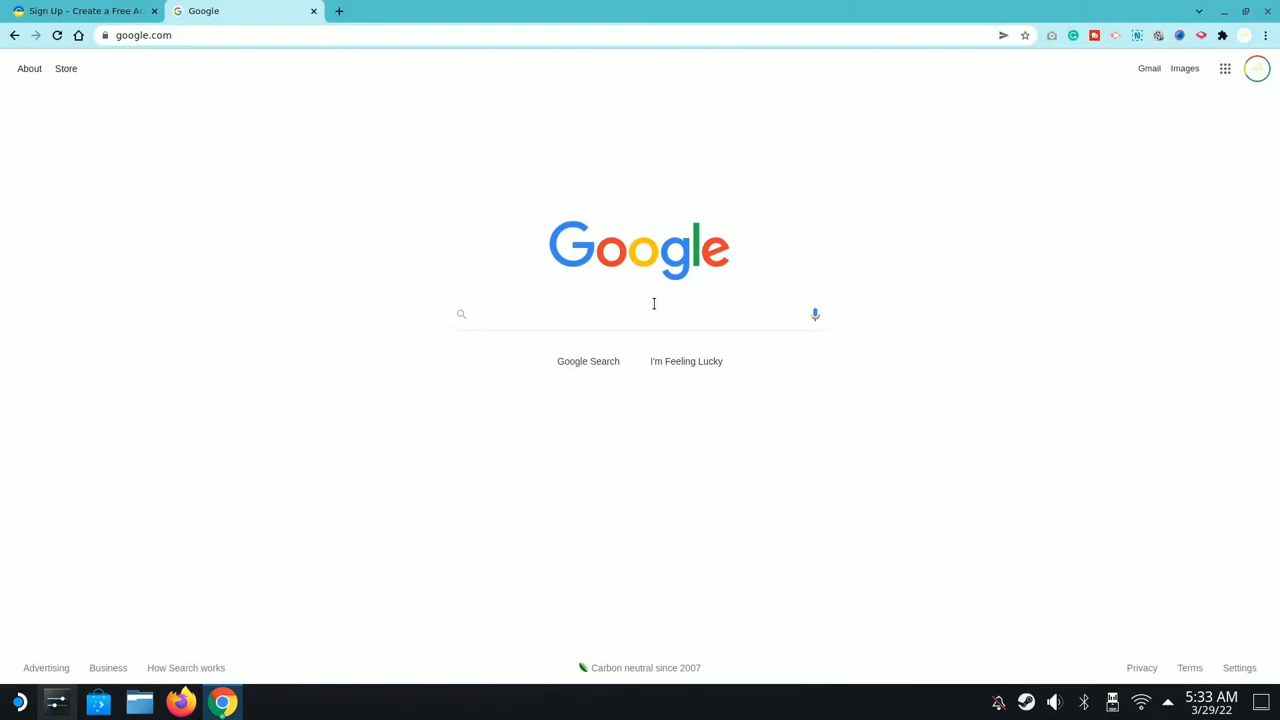 Sign Up – Create a Free Ac
Google
google.com
About Store
Gmail Images
Google
Google Search I'm Feeling Lucky
Advertising Business How Search works
Carbon neutral since 2007
Privacy Terms Settings
5:33 AM
3/29/22